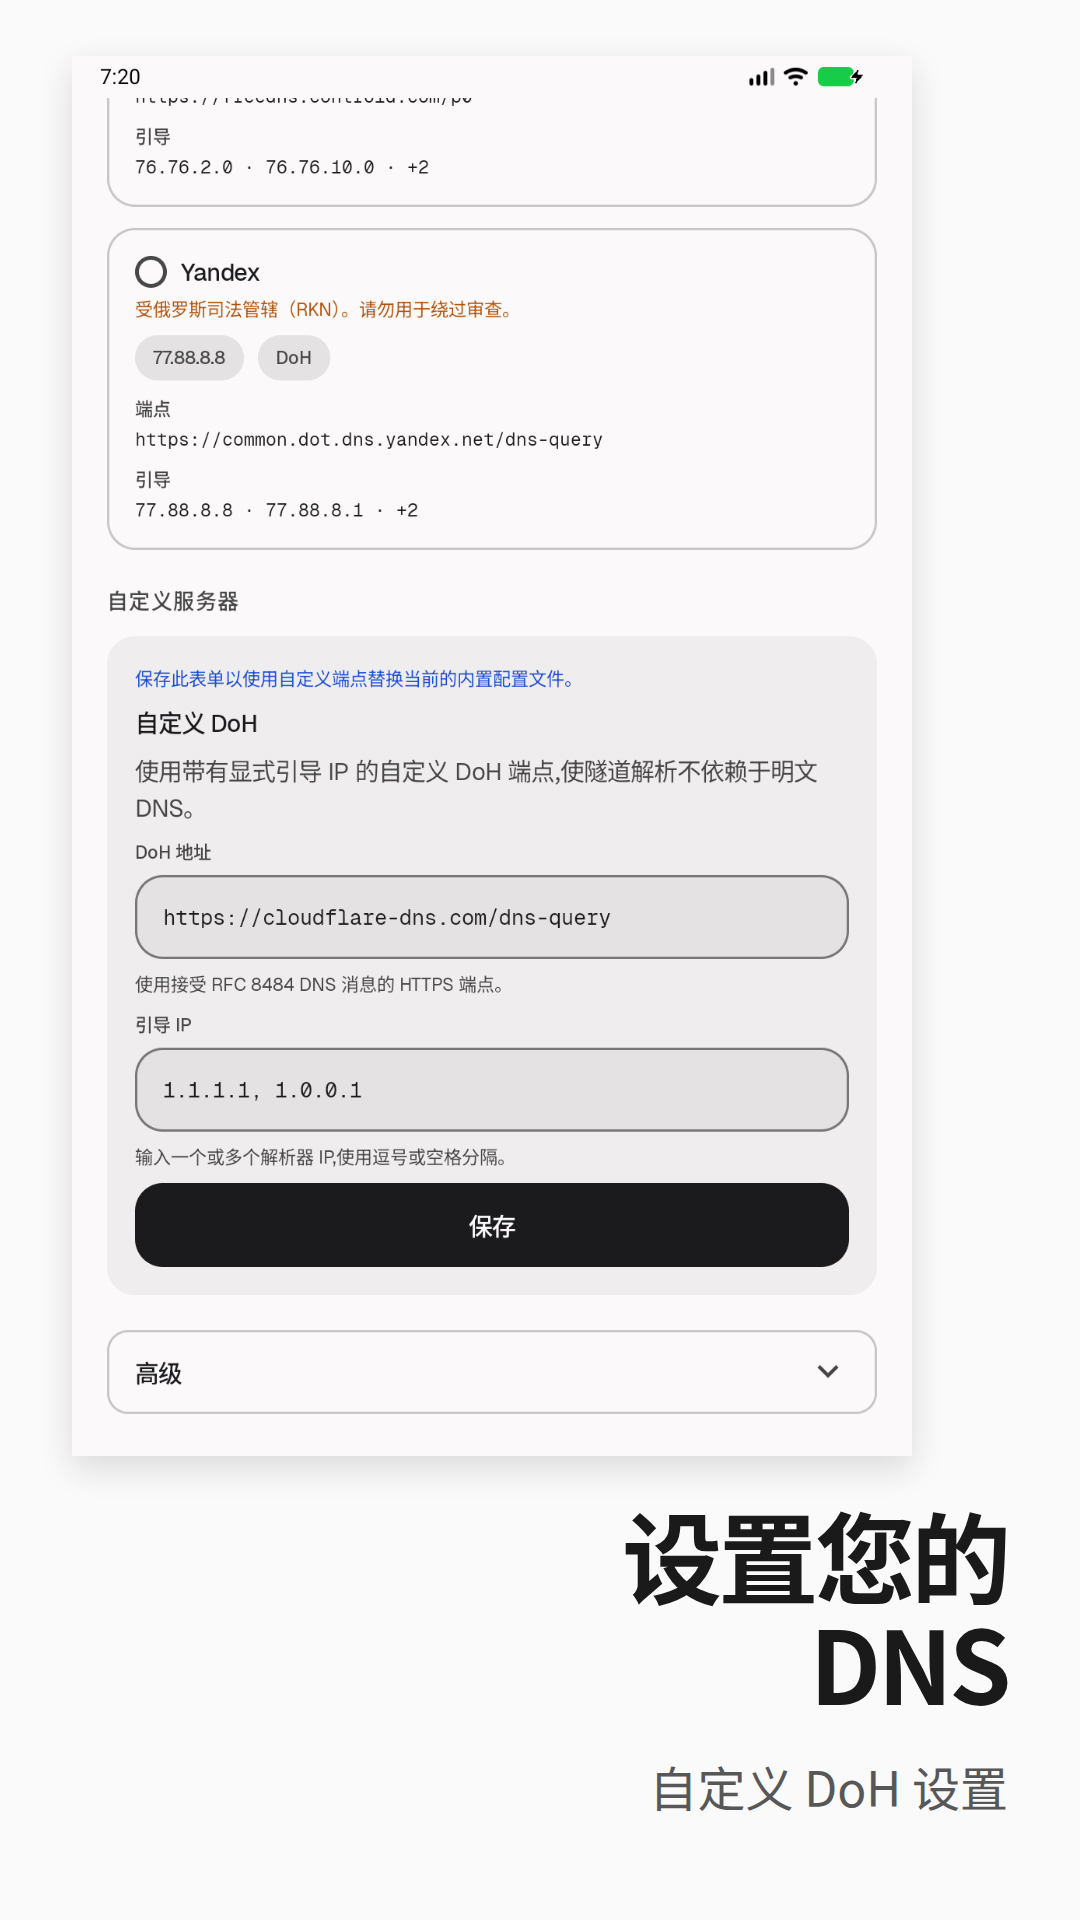 7:20
https://freedns.controld.com/p0
引导
76.76.2.0 · 76.76.10.0 · +2
Yandex
受俄罗斯司法管辖（RKN）。请勿用于绕过审查。
77.88.8.8
DoH
端点
https://common.dot.dns.yandex.net/dns-query
引导
77.88.8.8 · 77.88.8.1 · +2
自定义服务器
保存此表单以使用自定义端点替换当前的内置配置文件。
自定义 DoH
使用带有显式引导 IP 的自定义 DoH 端点,使隧道解析不依赖于明文
DNS。
DoH 地址
https://cloudflare-dns.com/dns-query
使用接受 RFC 8484 DNS 消息的 HTTPS 端点。
引导 IP
1.1.1.1, 1.0.0.1
输入一个或多个解析器 IP,使用逗号或空格分隔。
保存
高级
设置您的
DNS
自定义 DoH 设置